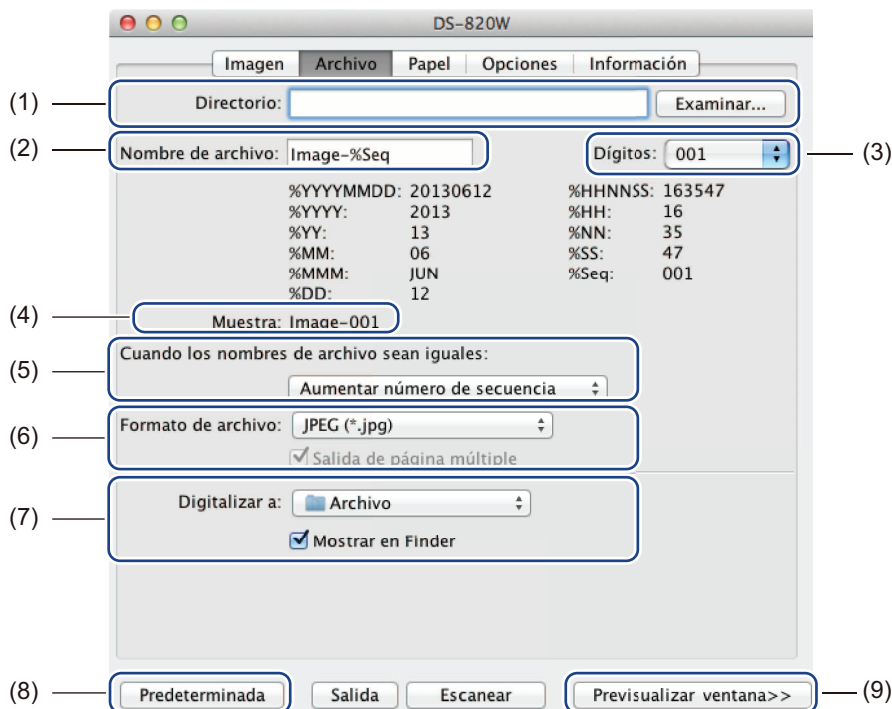 DS-820W
Imagen Archivo Papel Opciones Información
(1) Directorio: Examinar...
(2) Nombre de archivo: Image-%Seq Dígitos: 001 (3)
%YYYYMMDD: 20130612 %HHNNSS: 163547
%YYYY: 2013 %HH: 16
%YY: 13 %NN: 35
%MM: 06 %SS: 47
%MMM: JUN %Seq: 001
%DD: 12
(4) Muestra: Image-001
Cuando los nombres de archivo sean iguales:
(5) Aumentar número de secuencia
(6) Formato de archivo: JPEG (*.jpg)
Salida de página múltiple
(7) Digitalizar a: Archivo
Mostrar en Finder
(8) Predeterminada Salida Escanear Previsualizar ventana>> (9)